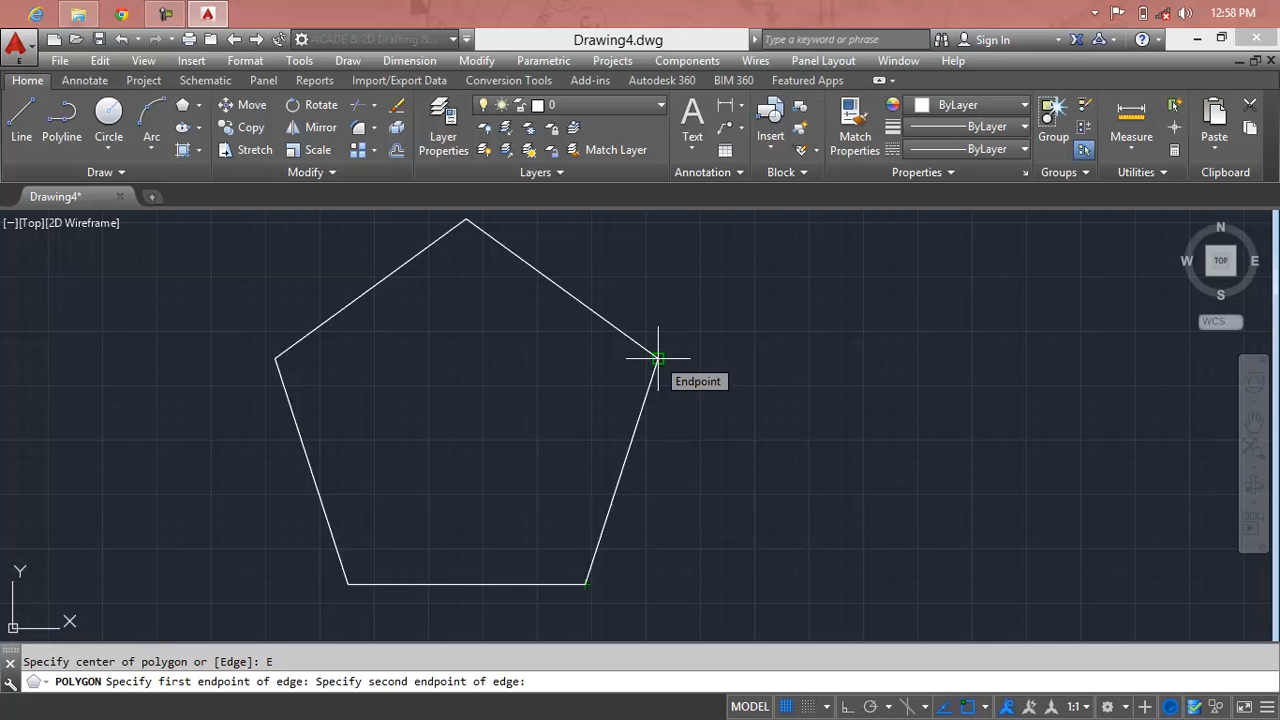 12:58 PM
ACADE & 2D Drafting &
Drawing4.dwg
Type a keyword or phrase
Sign In
E
File Edit View Insert Format Tools Draw Dimension Modify Parametric Projects Components Wires Panel Layout Window Help
Home Annotate Project Schematic Panel Reports Import/Export Data Conversion Tools Add-ins Autodesk 360 BIM 360 Featured Apps
Line Polyline Circle Arc
Move Rotate
Copy Mirror
Stretch Scale
Layer Properties
0
Match Layer
Text
Insert
Match Properties
ByLayer
ByLayer
ByLayer
Group
Measure
Paste
Draw Modify Layers Annotation Block Properties Groups Utilities Clipboard
Drawing4*
[−][Top][2D Wireframe]
N
W TOP E
S
WCS
Endpoint
Y
X
Specify center of polygon or [Edge]: E
POLYGON Specify first endpoint of edge: Specify second endpoint of edge:
MODEL
1:1